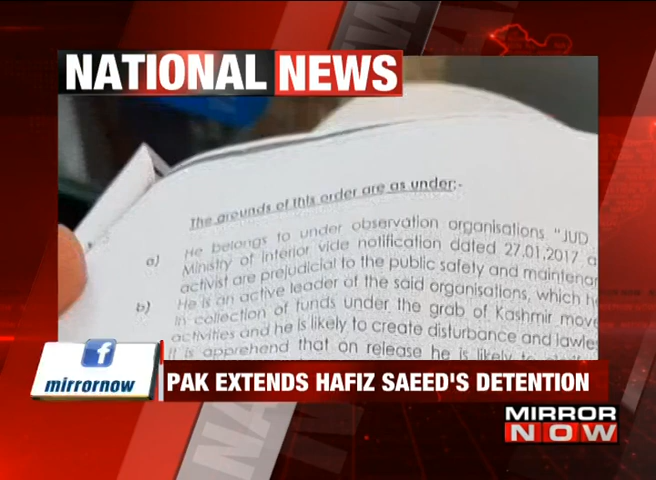 NATIONAL NEWS
The grounds of this order are as under:-
a) He belongs to under observation organisations. "JUD
Ministry of Interior vide notification dated 27.01.2017 a
activist are prejudicial to the public safety and maintenan
b) He is an active leader of the said organisations, which h
in collection of funds under the grab of Kashmir move
activities and he is likely to create disturbance and lawle
It is apprehend that on release he is likely to
f
mirrornow
PAK EXTENDS HAFIZ SAEED'S DETENTION
MIRROR
NOW